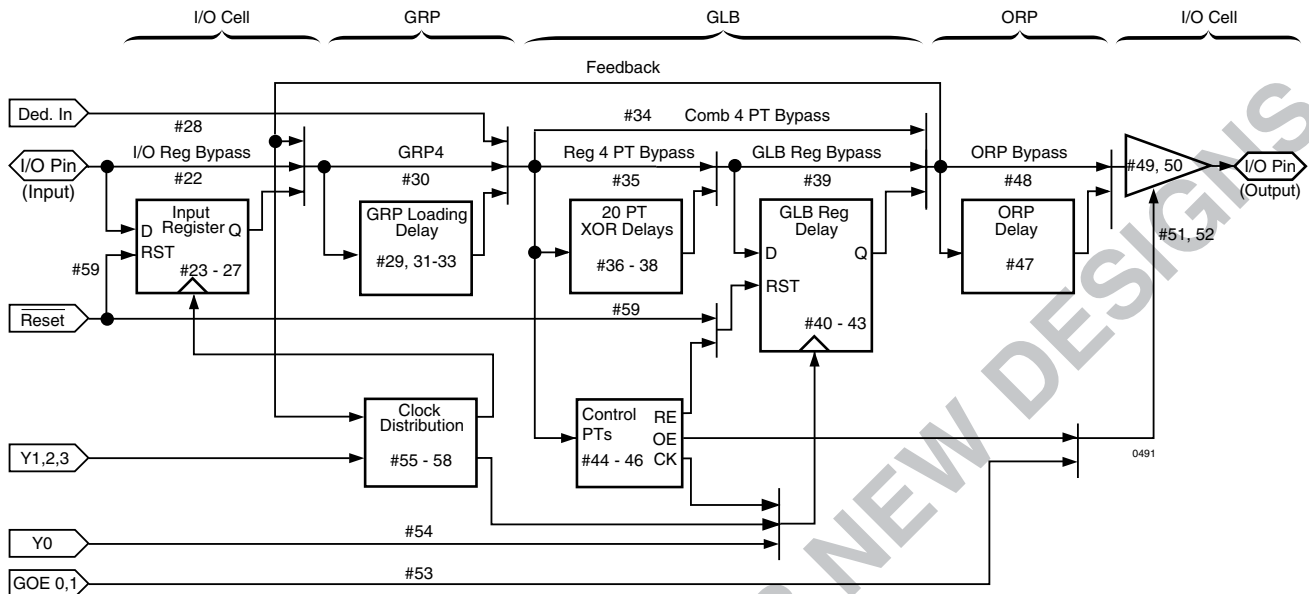 I/O Cell GRP GLB ORP I/O Cell
Feedback
Ded. In
#28
#34 Comb 4 PT Bypass
I/O Pin
(Input)
I/O Reg Bypass
#22
GRP4
#30
Reg 4 PT Bypass
#35
GLB Reg Bypass
#39
ORP Bypass
#48
#49, 50
I/O Pin
(Output)
#51, 52
Input
Register
D
Q
RST
#23 - 27
#59
GRP Loading
Delay
#29, 31-33
20 PT
XOR Delays
#36 - 38
GLB Reg
Delay
D
Q
RST
#40 - 43
ORP
Delay
#47
Reset
#59
Clock
Distribution
#55 - 58
Control
PTs
#44 - 46
RE
OE
CK
0491
Y1,2,3
Y0
#54
GOE 0,1
#53
NEW DESIGNS